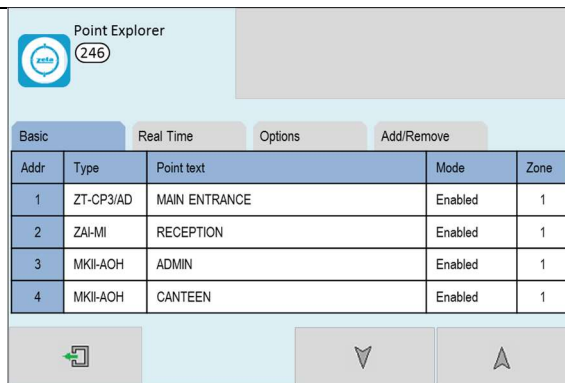 Point Explorer
zeta
246
Basic Real Time Options Add/Remove
Addr Type Point text Mode Zone
1 ZT-CP3/AD MAIN ENTRANCE Enabled 1
2 ZAI-MI RECEPTION Enabled 1
3 MKII-AOH ADMIN Enabled 1
4 MKII-AOH CANTEEN Enabled 1